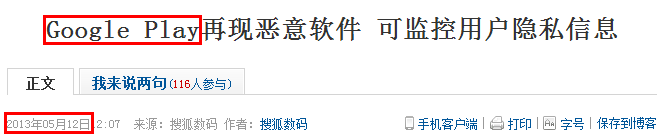 Google Play再现恶意软件 可监控用户隐私信息
正文 我来说两句(116人参与)
2013年05月12日12:07 来源：搜狐数码 作者：搜狐数码 手机客户端 打印 字号 保存到博客